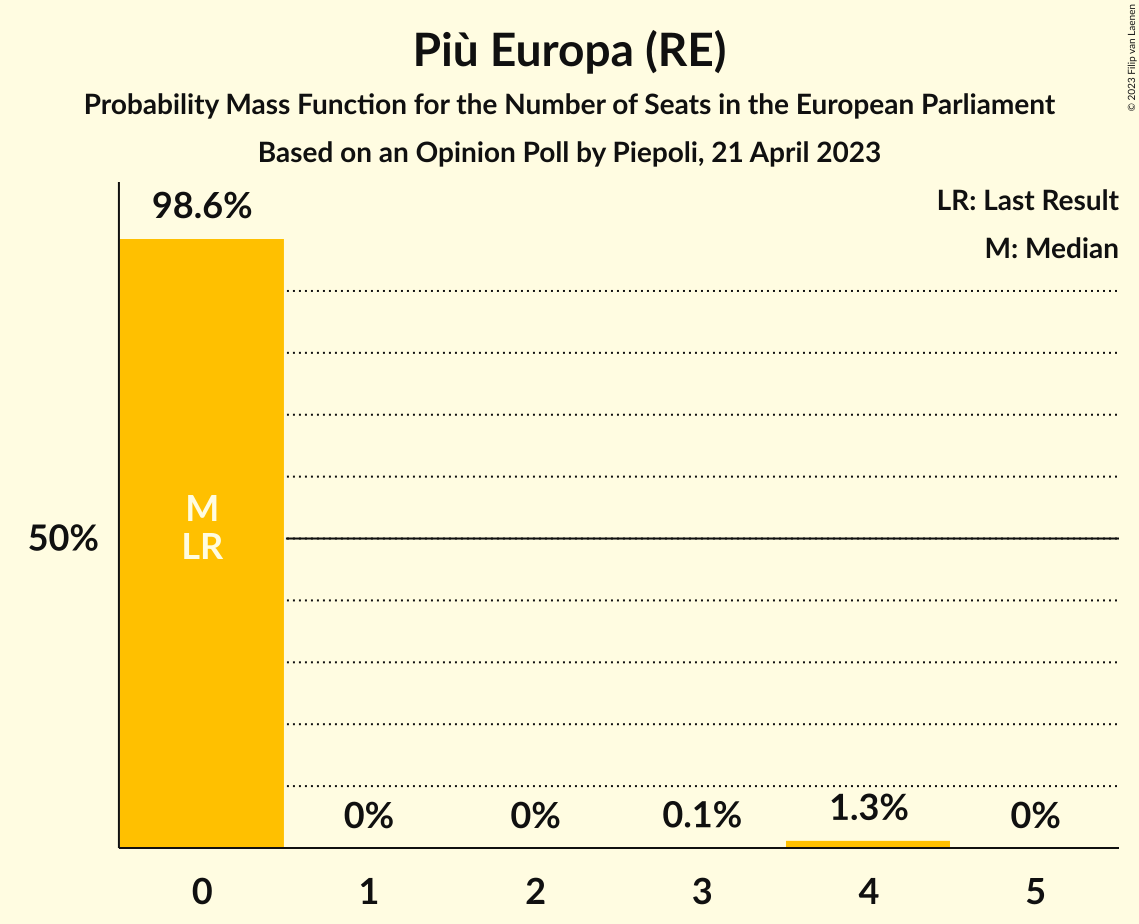 Più Europa (RE)
Probability Mass Function for the Number of Seats in the European Parliament
Based on an Opinion Poll by Piepoli, 21 April 2023
© 2023 Filip van Laenen
LR: Last Result
M: Median
98.6%
M
LR
50%
0%
0%
0.1%
1.3%
0%
0
1
2
3
4
5